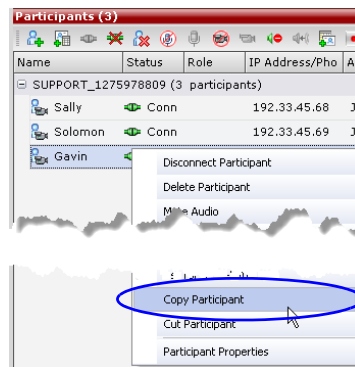 Participants (3)
Name Status Role IP Address/Pho A
SUPPORT_1275978809 (3 participants)
Sally Conn 192.33.45.68 J
Solomon Conn 192.33.45.69 J
Gavin
Disconnect Participant
Delete Participant
Audio
Copy Participant
Cut Participant
Participant Properties